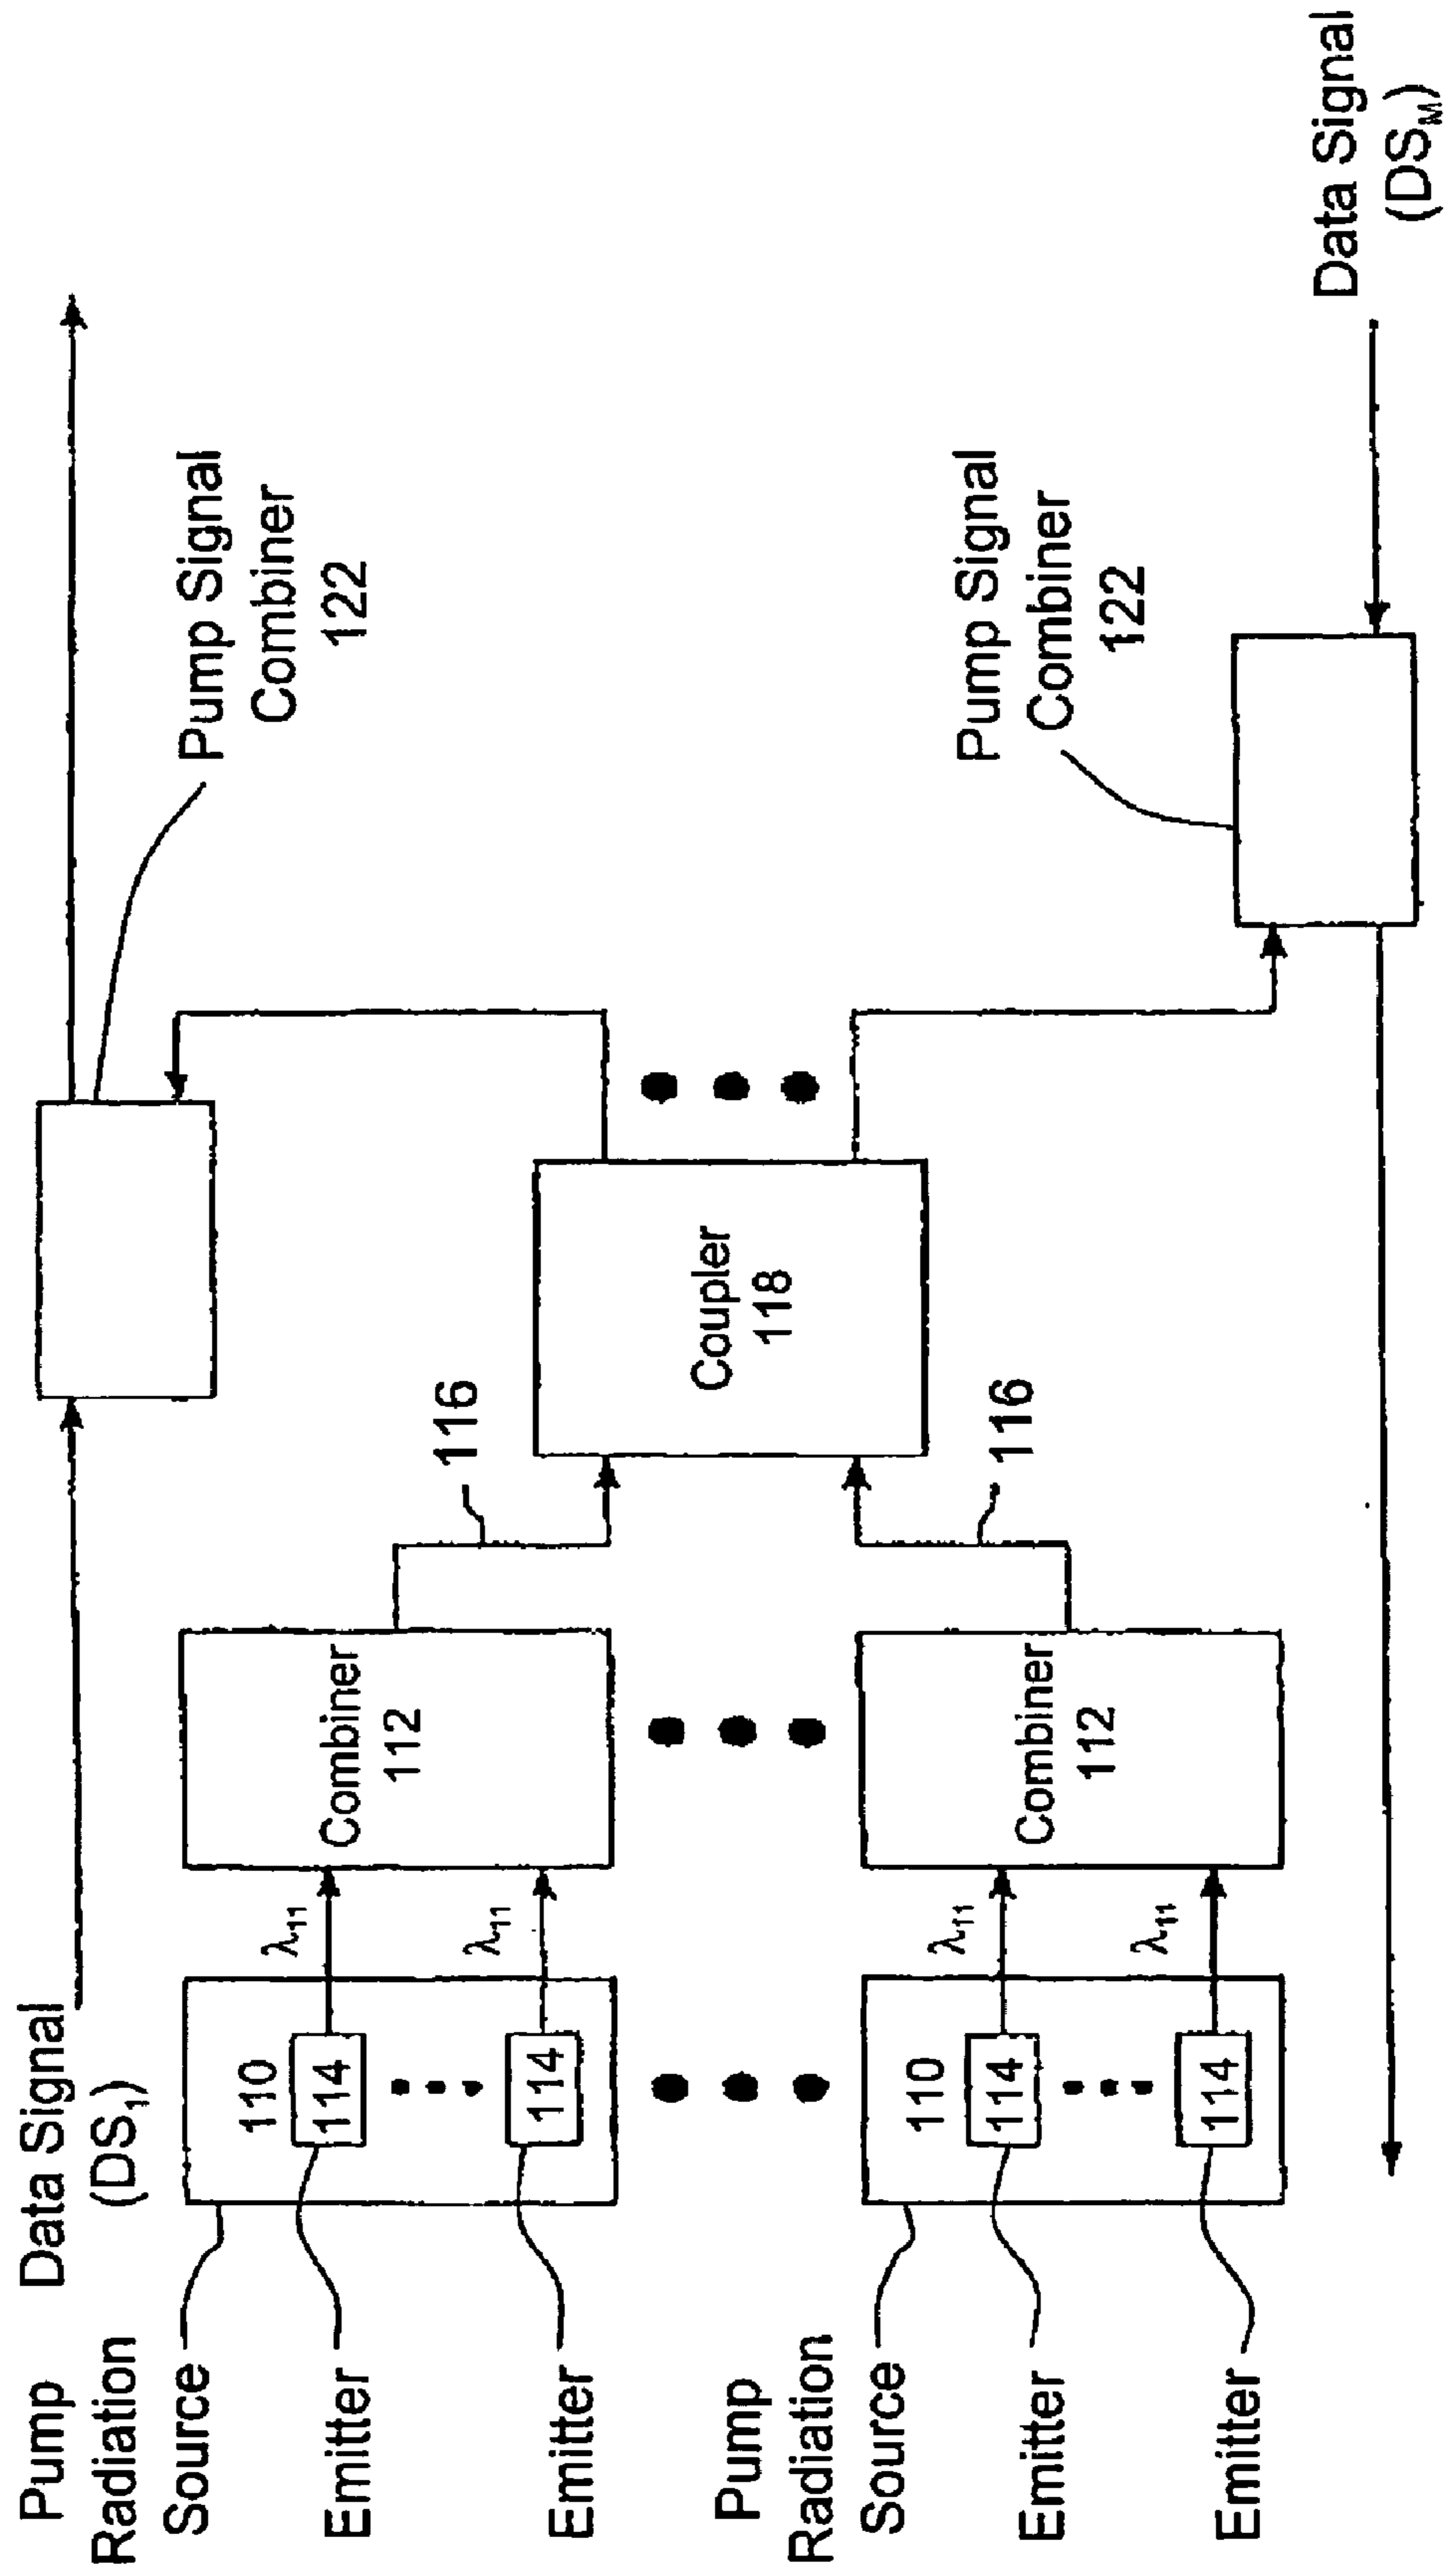 Pump
Radiation
Source
Data Signal
(DS₁)
110
114
Emitter
114
Emitter
λ₁₁
λ₁₁
Combiner
112
116
Pump Signal
Combiner
122
Coupler
118
Pump
Radiation
Source
110
114
Emitter
114
Emitter
λ₁₁
λ₁₁
Combiner
112
116
Pump Signal
Combiner
122
Data Signal
(DSM)